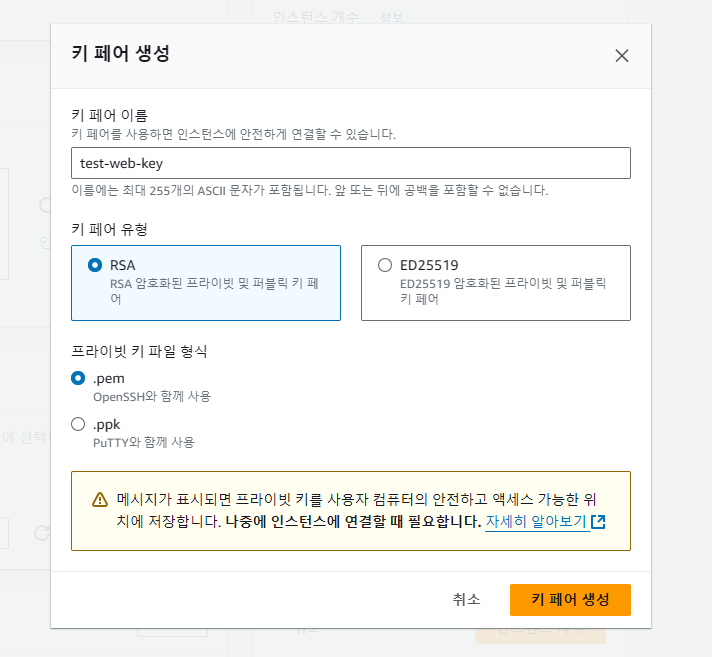 인스턴스 개수 정보
키 페어 생성
키 페어 이름
키 페어를 사용하면 인스턴스에 안전하게 연결할 수 있습니다.
test-web-key
이름에는 최대 255개의 ASCII 문자가 포함됩니다. 앞 또는 뒤에 공백을 포함할 수 없습니다.
키 페어 유형
RSA
RSA 암호화된 프라이빗 및 퍼블릭 키 페
어
ED25519
ED25519 암호화된 프라이빗 및 퍼블릭
키 페어
프라이빗 키 파일 형식
.pem
OpenSSH와 함께 사용
.ppk
PuTTY와 함께 사용
메시지가 표시되면 프라이빗 키를 사용자 컴퓨터의 안전하고 액세스 가능한 위
치에 저장합니다. 나중에 인스턴스에 연결할 때 필요합니다. 자세히 알아보기
취소
키 페어 생성